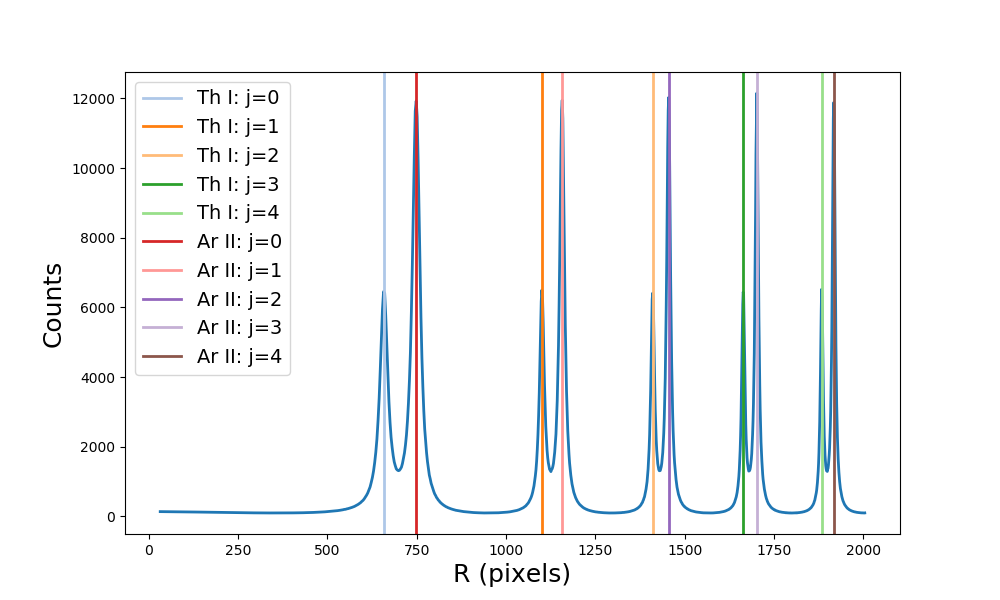 12000
10000
8000
6000
4000
2000
0
Counts
Th I: j=0
Th I: j=1
Th I: j=2
Th I: j=3
Th I: j=4
Ar II: j=0
Ar II: j=1
Ar II: j=2
Ar II: j=3
Ar II: j=4
0 250 500 750 1000 1250 1500 1750 2000
R (pixels)